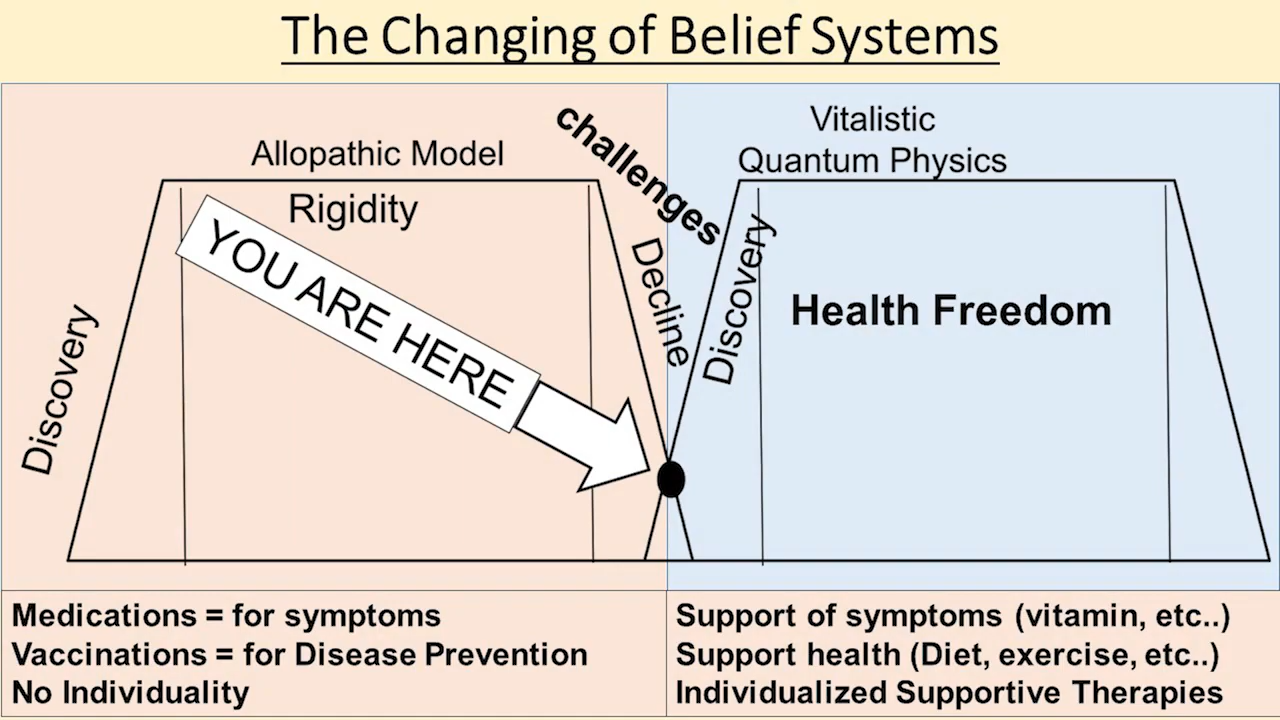 The Changing of Belief Systems
Allopathic Model
Rigidity
YOU ARE HERE
Discovery
challenges
Decline
Vitalistic
Quantum Physics
Discovery
Health Freedom
Medications = for symptoms
Vaccinations = for Disease Prevention
No Individuality
Support of symptoms (vitamin, etc..)
Support health (Diet, exercise, etc..)
Individualized Supportive Therapies